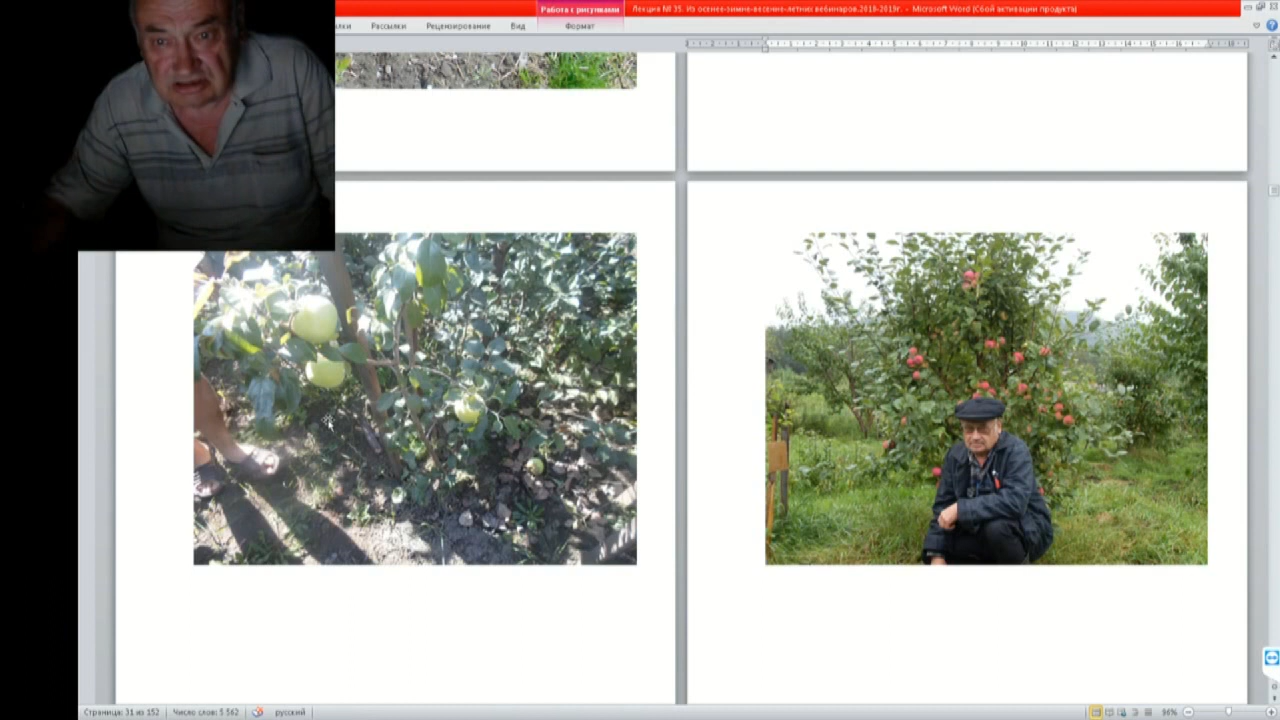 Работа с рисунками
Лекция № 35. Из осенне-зимне-весенне-летних вебинаров.2018-2019г. - Microsoft Word (Сбой активации продукта)
Рассылки Рецензирование Вид Формат
Страница: 31 из 152 Число слов: 5 562 русский 96%